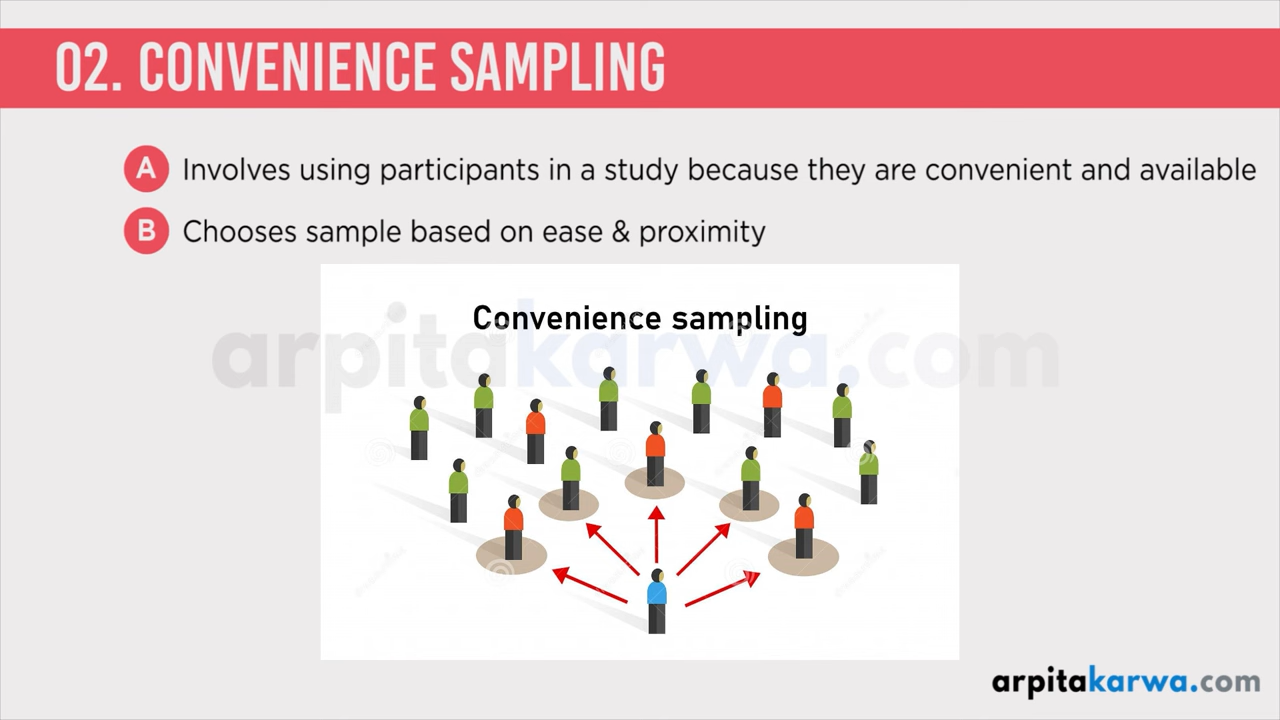 02. CONVENIENCE SAMPLING
A Involves using participants in a study because they are convenient and available
B Chooses sample based on ease & proximity
Convenience sampling
arpitakarwa.com
arpitakarwa.com